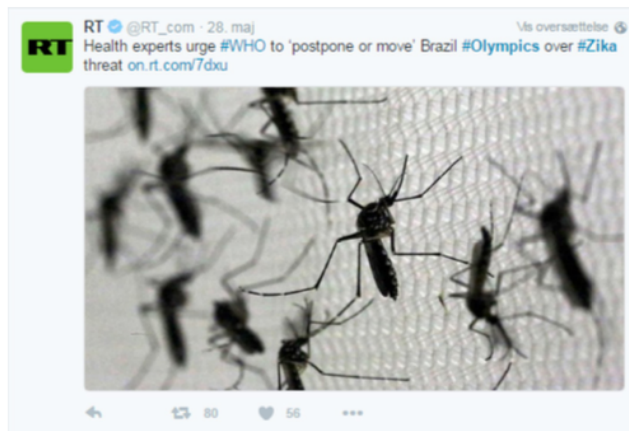 RT @RT_com · 28. maj Vis oversættelse
RT
Health experts urge #WHO to 'postpone or move' Brazil #Olympics over #Zika
threat on.rt.com/7dxu
80 56